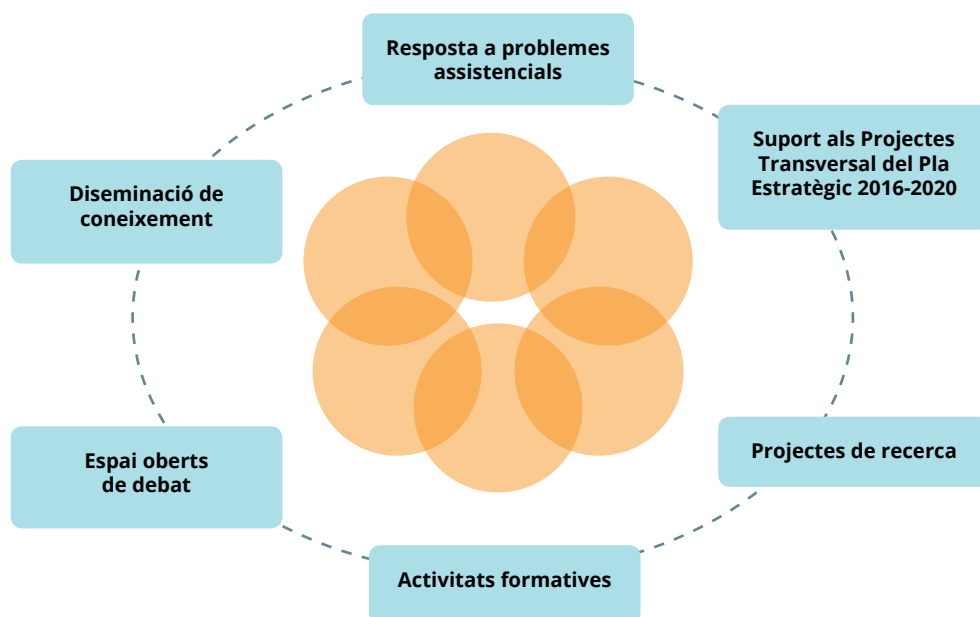 Resposta a problemes
assistencials
Suport als Projectes
Transversal del Pla
Estratègic 2016-2020
Diseminació de
coneixement
Espai oberts
de debat
Projectes de recerca
Activitats formatives